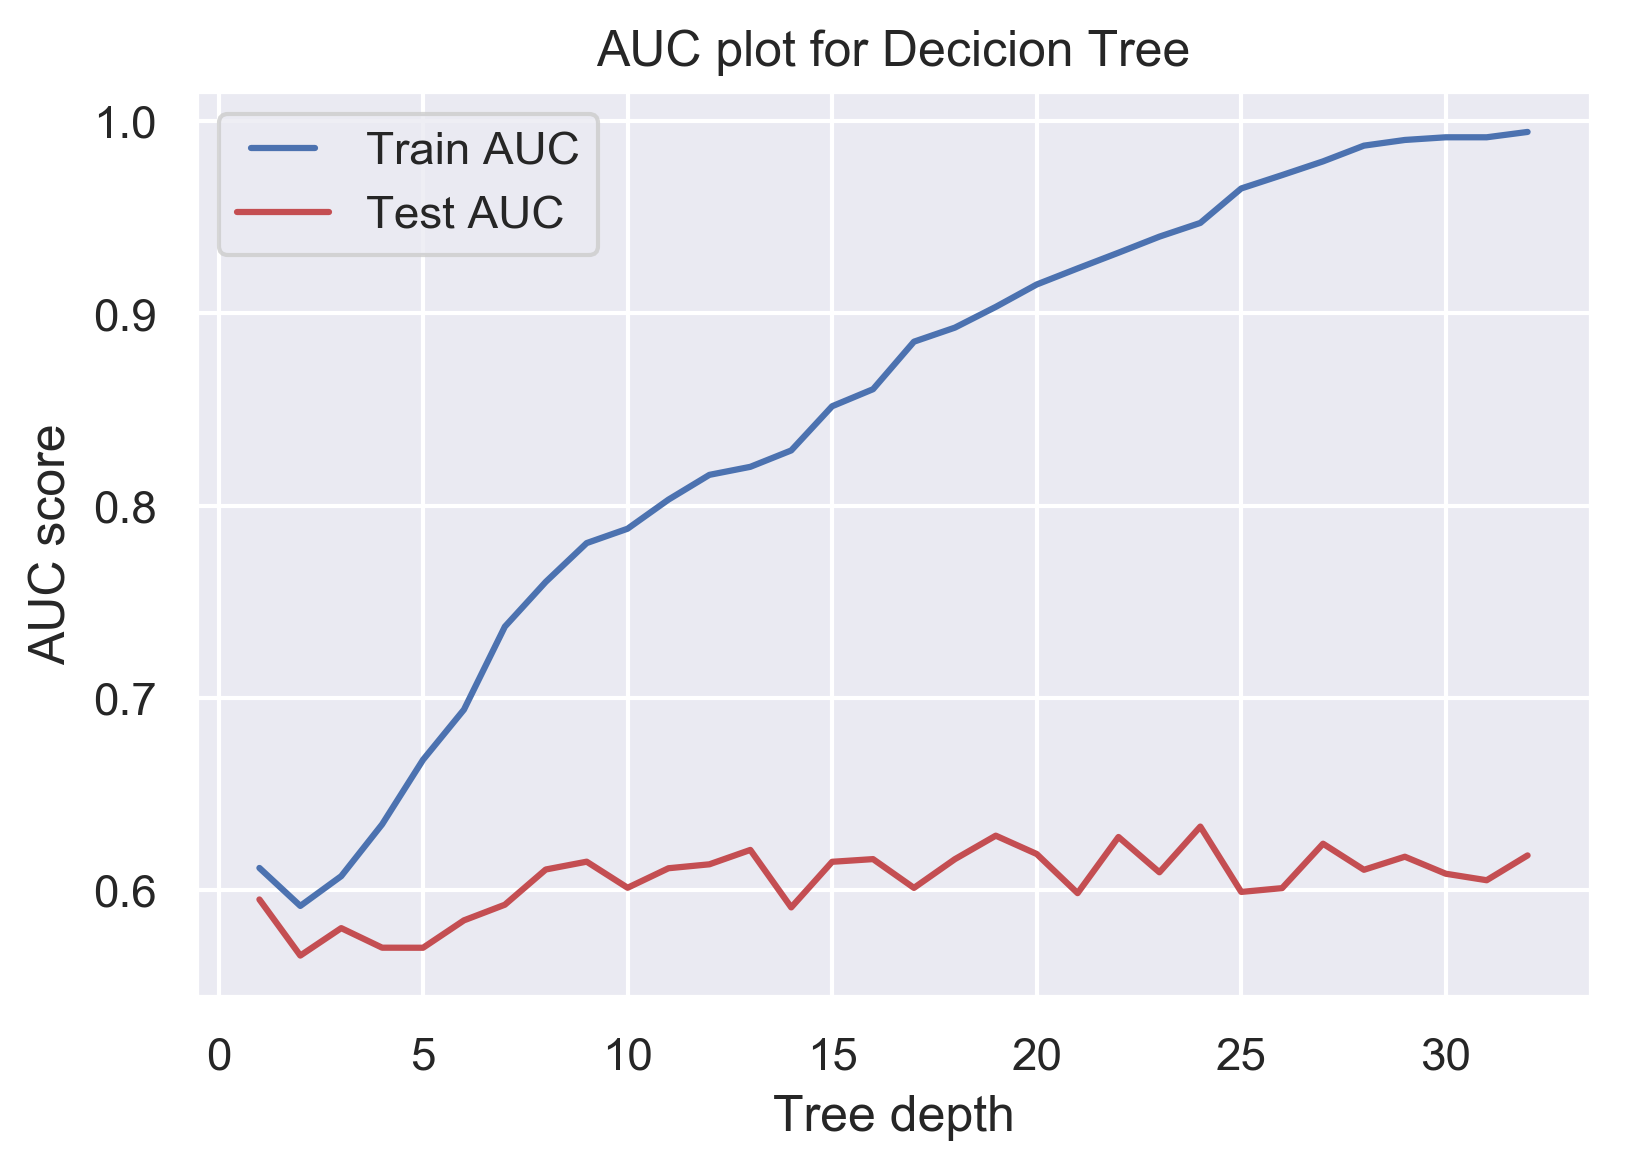 AUC plot for Decicion Tree
Train AUC
Test AUC
AUC score
1.0
0.9
0.8
0.7
0.6
0 5 10 15 20 25 30
Tree depth